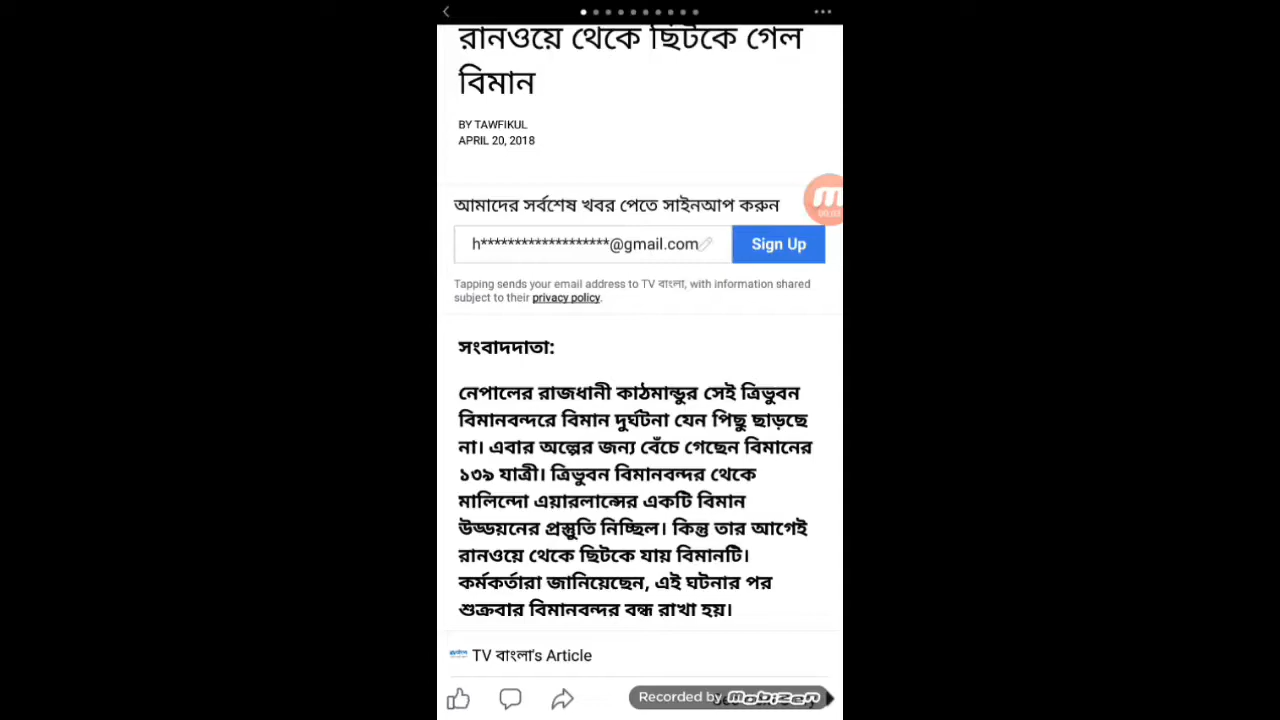 রানওয়ে থেকে ছিটকে গেল
বিমান
BY TAWFIKUL
APRIL 20, 2018
আমাদের সর্বশেষ খবর পেতে সাইনআপ করুন
h*******************@gmail.com
Sign Up
Tapping sends your email address to TV বাংলা, with information shared
subject to their privacy policy.
সংবাদদাতা:
নেপালের রাজধানী কাঠমান্ডুর সেই ত্রিভুবন
বিমানবন্দরে বিমান দুর্ঘটনা যেন পিছু ছাড়ছে
না। এবার অল্পের জন্য বেঁচে গেছেন বিমানের
১৩৯ যাত্রী। ত্রিভুবন বিমানবন্দর থেকে
মালিন্দো এয়ারলান্সের একটি বিমান
উড্ডয়নের প্রস্তুতি নিচ্ছিল। কিন্তু তার আগেই
রানওয়ে থেকে ছিটকে যায় বিমানটি।
কর্মকর্তারা জানিয়েছেন, এই ঘটনার পর
শুক্রবার বিমানবন্দর বন্ধ রাখা হয়।
TV বাংলা's Article
Recorded by Mobizen